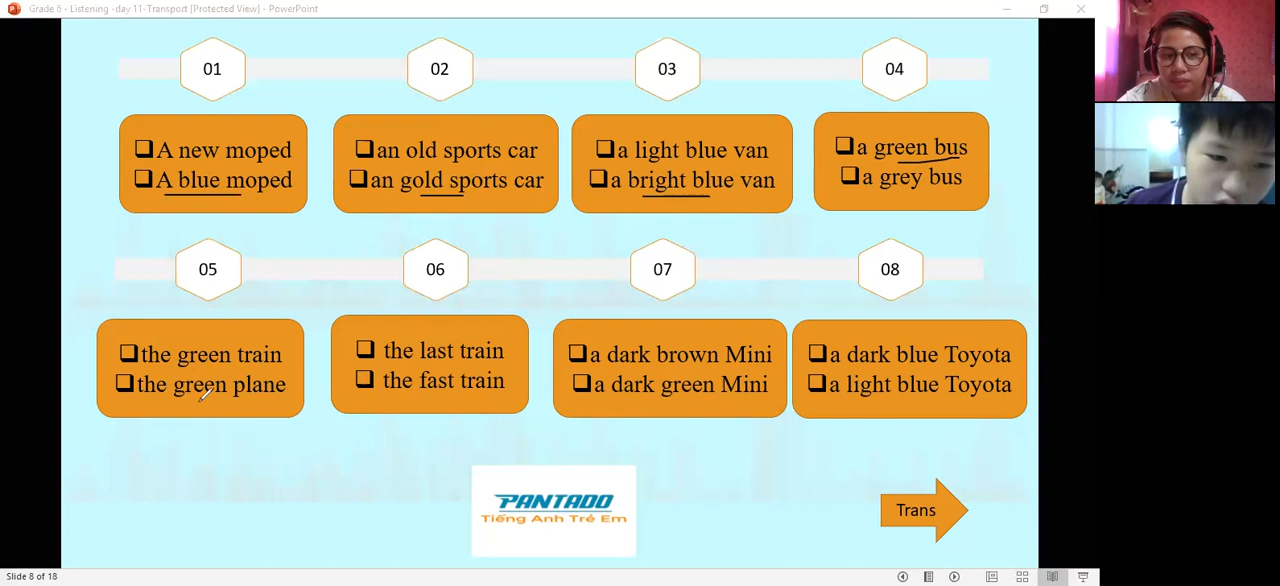 Grade 6 - Listening -day 11-Transport [Protected View] - PowerPoint
01
02
03
04
A new moped
A blue moped
an old sports car
an gold sports car
a light blue van
a bright blue van
a green bus
a grey bus
05
06
07
08
the green train
the green plane
the last train
the fast train
a dark brown Mini
a dark green Mini
a dark blue Toyota
a light blue Toyota
PANTADO
Tiếng Anh Trẻ Em
Trans
Slide 8 of 18